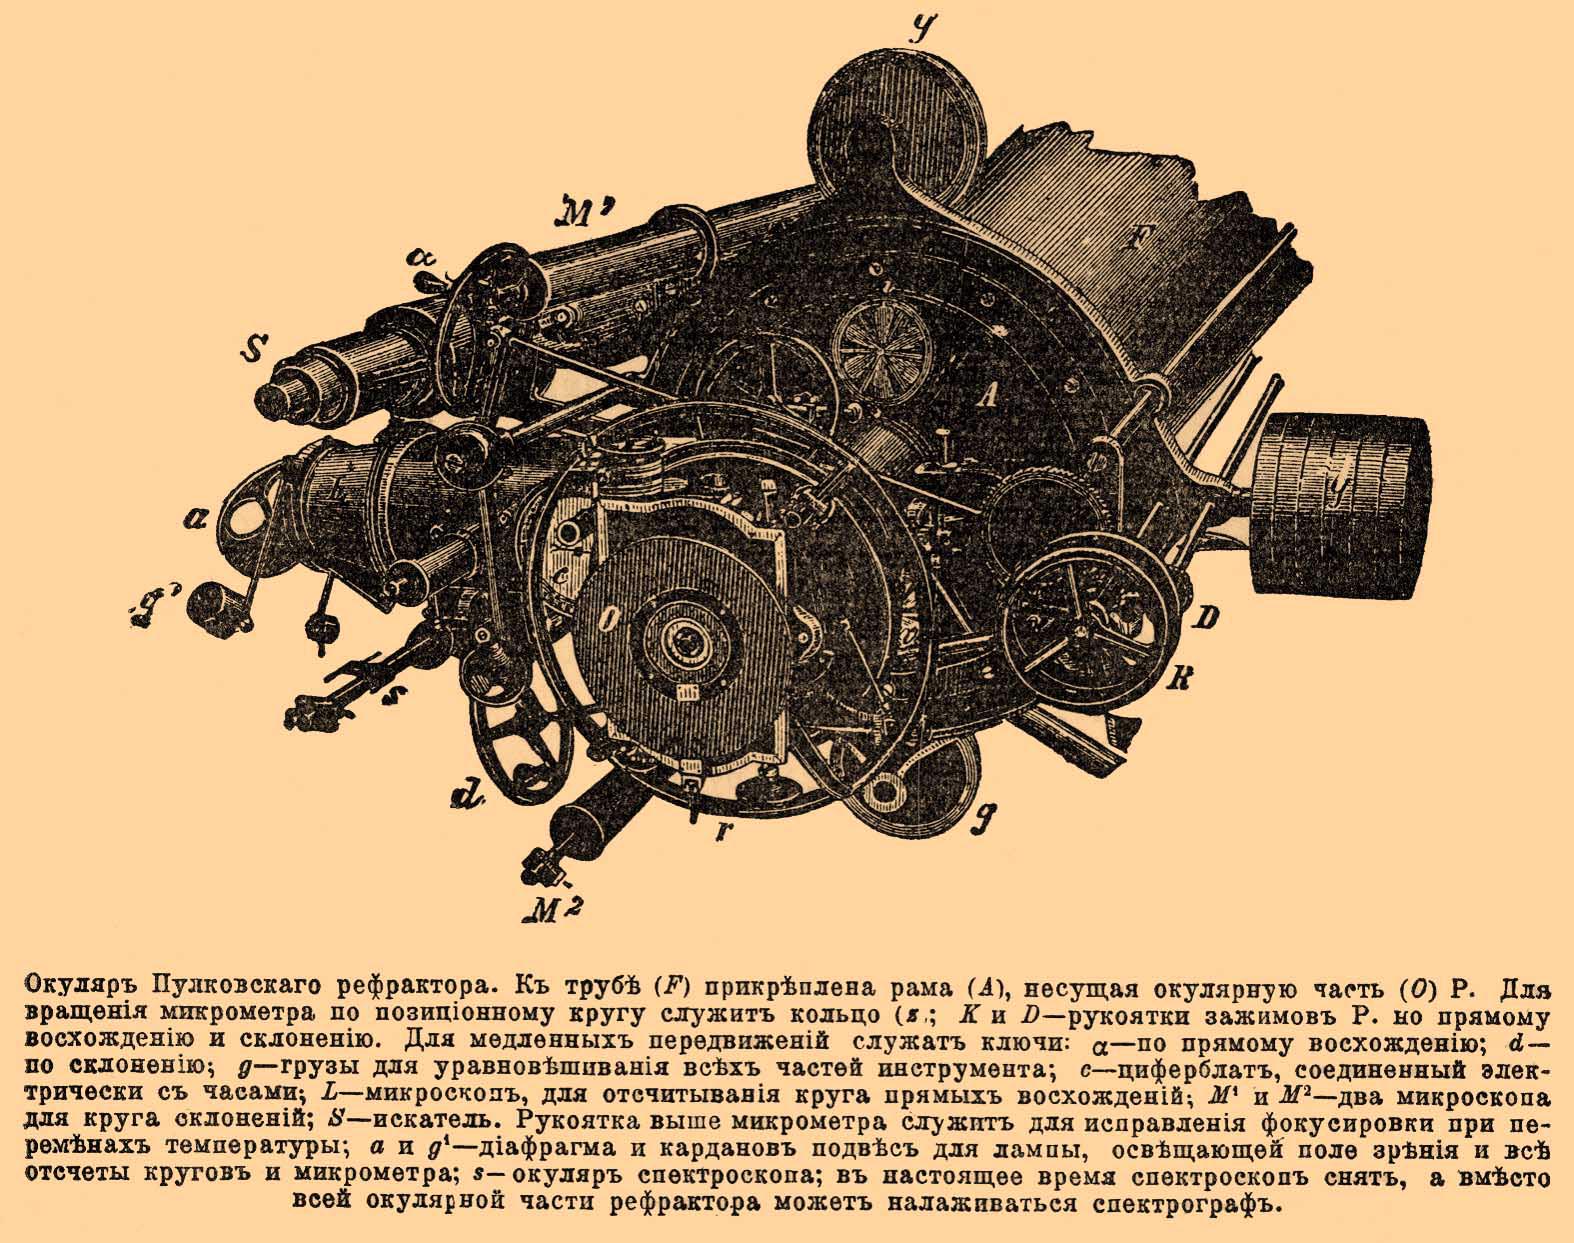 g
F
M'
α
S
A
L
a
g
g'
c
O
D
K
s
d
r
g
M²
Окуляръ Пулковскаго рефрактора. Къ трубѣ (F) прикрѣплена рама (A), несущая окулярную часть (O) Р. Для
вращенія микрометра по позиціонному кругу служитъ кольцо (r.; K и D—рукоятки зажимовъ Р. но прямому
восхожденію и склоненію. Для медленныхъ передвиженій служатъ ключи: α—по прямому восхожденію; d—
по склоненію; g—грузы для уравновѣшиванія всѣхъ частей инструмента; c—циферблатъ, соединенный элек-
трически съ часами; L—микроскопъ, для отсчитыванія круга прямыхъ восхожденій; M¹ и M²—два микроскопа
для круга склоненій; S—искатель. Рукоятка выше микрометра служитъ для исправленія фокусировки при пе-
ремѣнахъ температуры; a и g¹—діафрагма и кардановъ подвѣсъ для лампы, освѣщающей поле зрѣнія и всѣ
отсчеты круговъ и микрометра; s—окуляръ спектроскопа; въ настоящее время спектроскопъ снятъ, а вмѣсто
всей окулярной части рефрактора можетъ налаживаться спектрографъ.